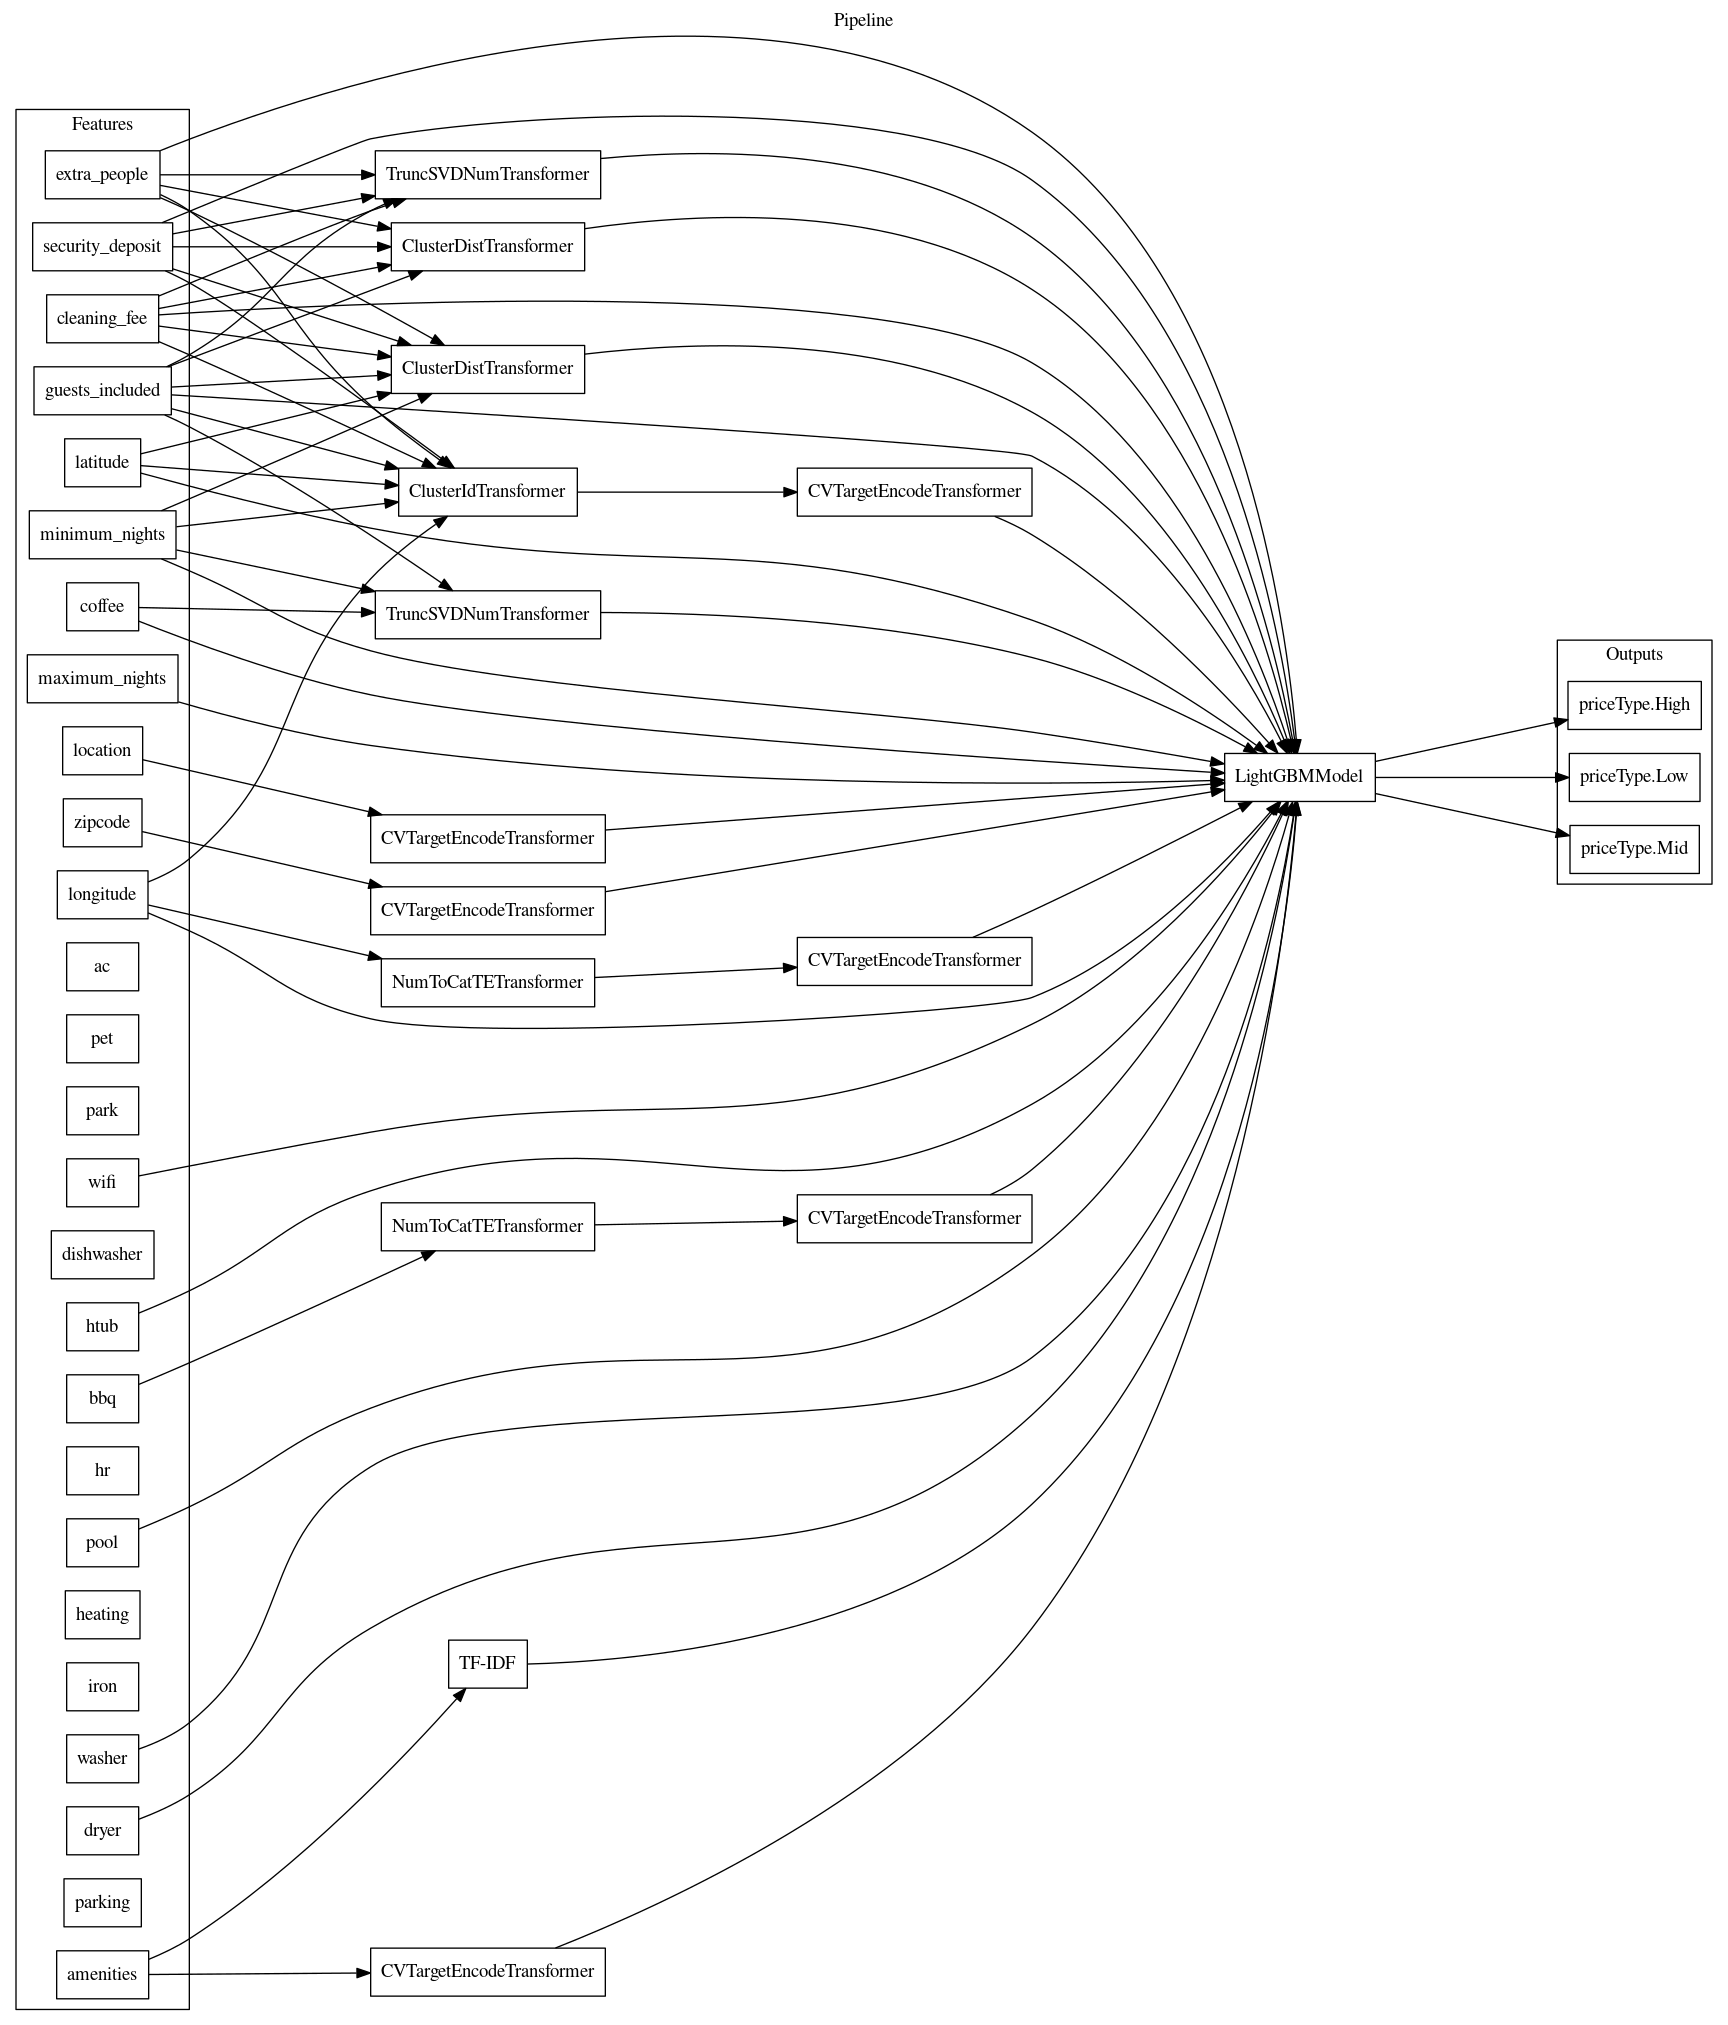 Pipeline
Features
extra_people
security_deposit
cleaning_fee
guests_included
latitude
minimum_nights
coffee
maximum_nights
location
zipcode
longitude
ac
pet
park
wifi
dishwasher
htub
bbq
hr
pool
heating
iron
washer
dryer
parking
amenities
TruncSVDNumTransformer
ClusterDistTransformer
ClusterDistTransformer
ClusterIdTransformer
TruncSVDNumTransformer
CVTargetEncodeTransformer
CVTargetEncodeTransformer
NumToCatTETransformer
NumToCatTETransformer
TF-IDF
CVTargetEncodeTransformer
CVTargetEncodeTransformer
CVTargetEncodeTransformer
CVTargetEncodeTransformer
LightGBMModel
Outputs
priceType.High
priceType.Low
priceType.Mid